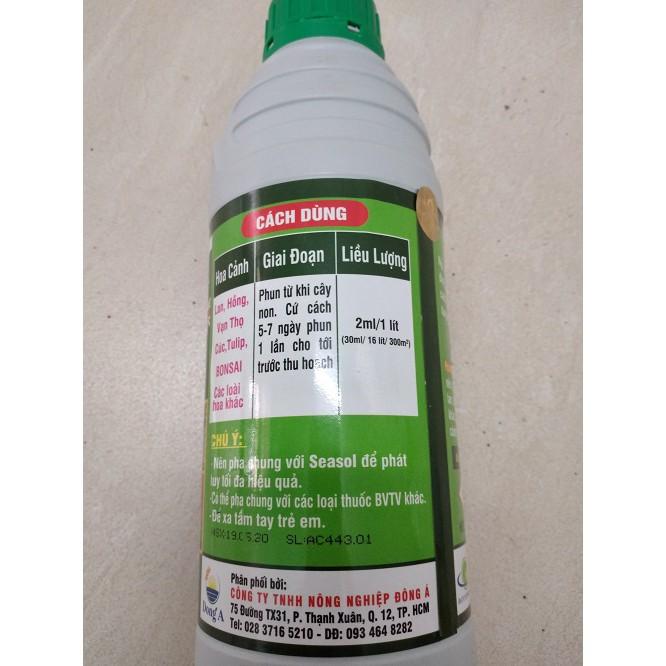 CÁCH DÙNG
Hoa Cảnh
Giai Đoạn
Liều Lượng
Lan, Hồng,
Vạn Thọ
Cúc,Tulip,
BONSAI
Các loài
hoa khác
Phun từ khi cây
non. Cứ cách
5-7 ngày phun
1 lần cho tới
trước thu hoạch
2ml/1 lít
(30ml/ 16 lít/ 300m²)
CHÚ Ý:
-Nên pha chung với Seasol để phát
huy tối đa hiệu quả.
-Có thể pha chung với các loại thuốc BVTV khác.
-Để xa tầm tay trẻ em.
SL:AC443.01
Phân phối bởi:
CÔNG TY TNHH NÔNG NGHIỆP ĐÔNG Á
75 Đường TX31, P. Thạnh Xuân, Q. 12, TP. HCM
Tel: 028 3716 5210 - DĐ: 093 464 8282
Dong A